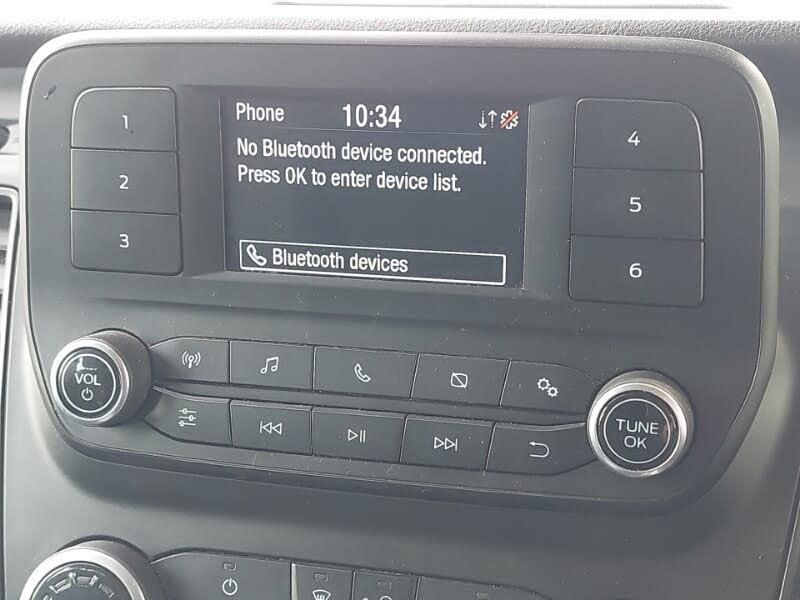 Phone 10:34
No Bluetooth device connected.
Press OK to enter device list.
Bluetooth devices
1
2
3
4
5
6
VOL
TUNE
OK